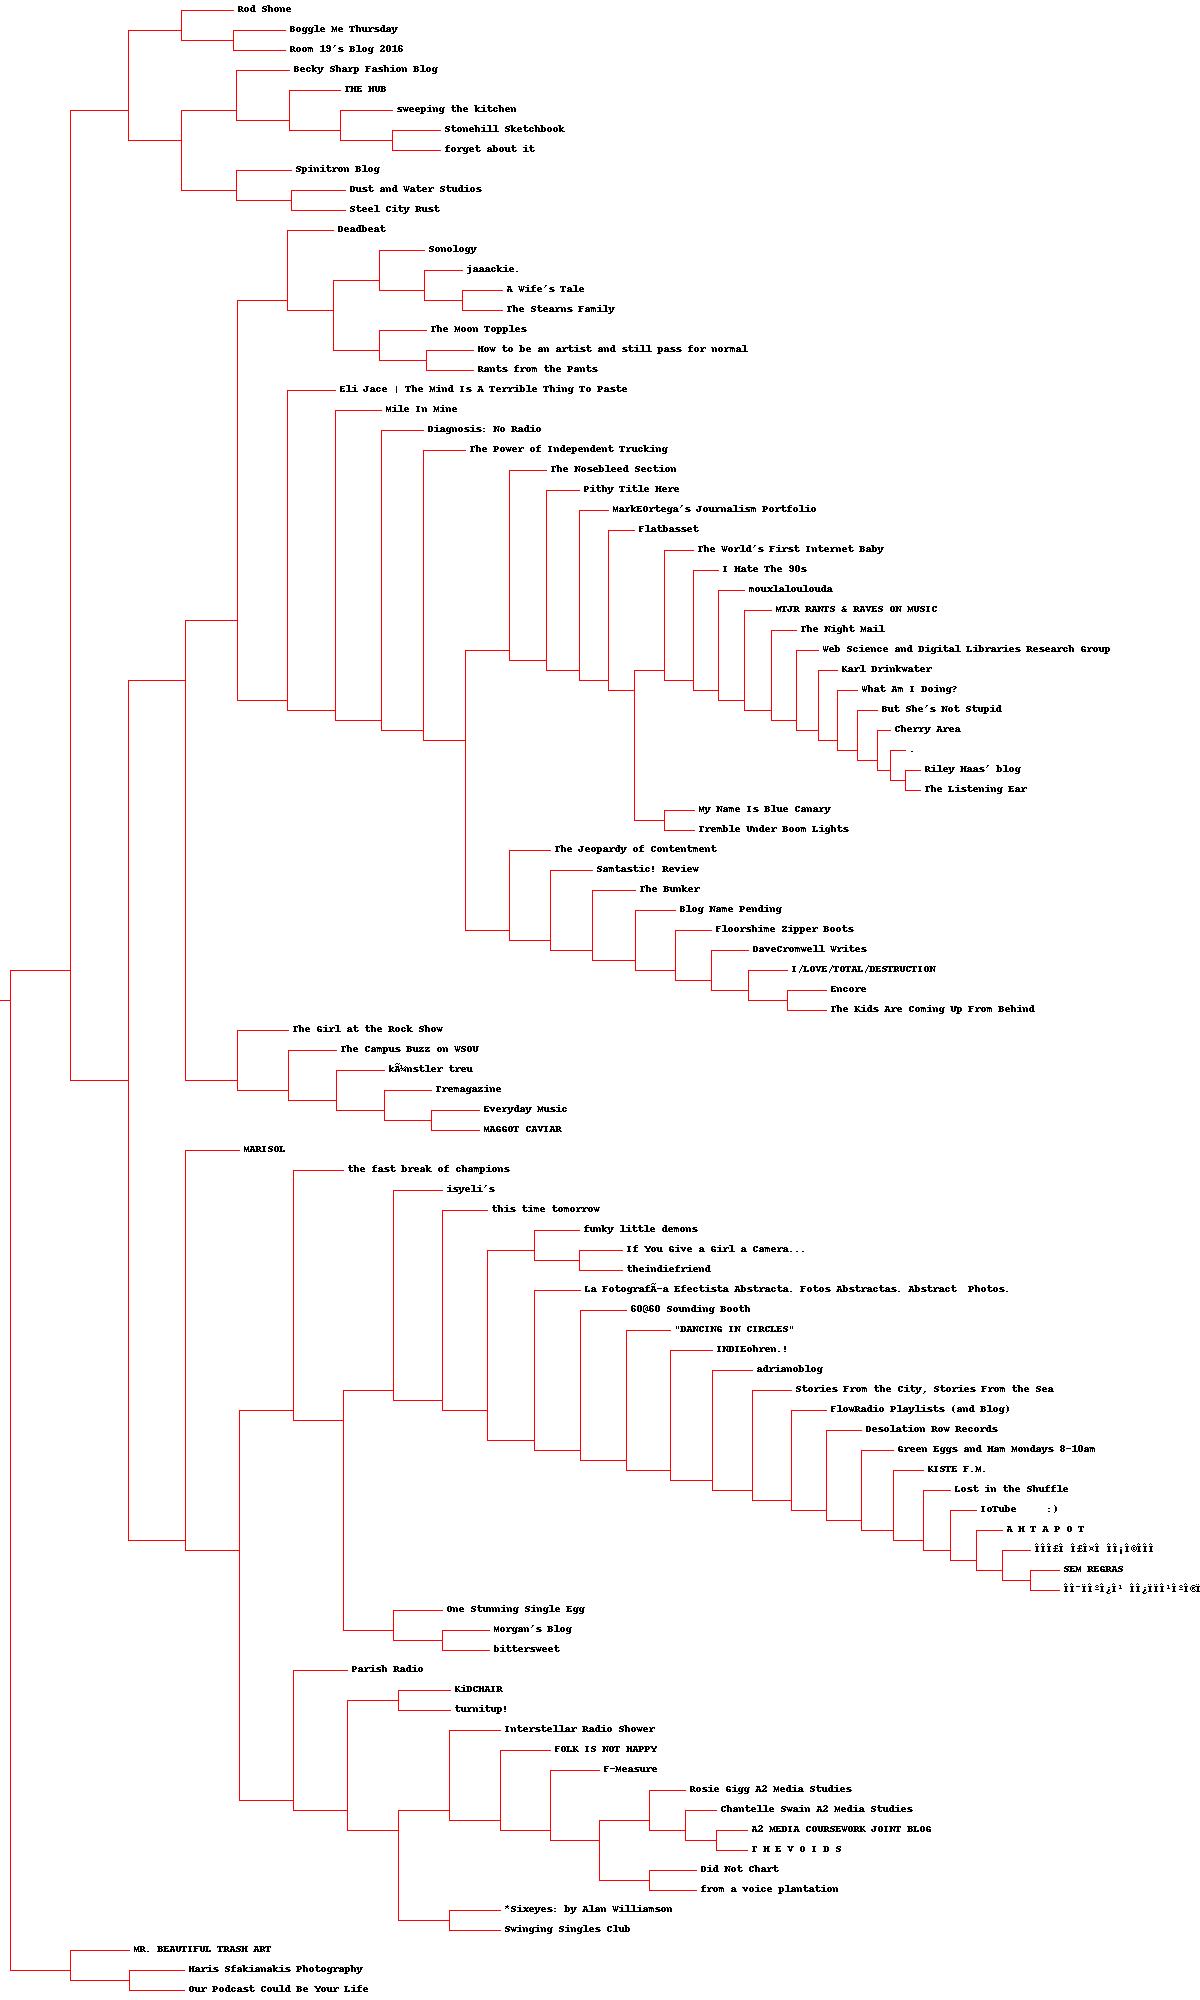 Rod Shone
Boggle Me Thursday
Room 19's Blog 2016
Becky Sharp Fashion Blog
THE HUB
sweeping the kitchen
Stonehill Sketchbook
forget about it
Spinitron Blog
Dust and Water Studios
Steel City Rust
Deadbeat
Sonology
jaaackie.
A Wife's Tale
The Stearns Family
The Moon Topples
How to be an artist and still pass for normal
Rants from the Pants
Eli Jace | The Mind Is A Terrible Thing To Paste
Mile In Mine
Diagnosis: No Radio
The Power of Independent Trucking
The Nosebleed Section
Pithy Title Here
MarkEOrtega's Journalism Portfolio
Flatbasset
The World's First Internet Baby
I Hate The 90s
mouxlaloulouda
MTJR RANTS & RAVES ON MUSIC
The Night Mail
Web Science and Digital Libraries Research Group
Karl Drinkwater
What Am I Doing?
But She's Not Stupid
Cherry Area
.
Riley Haas' blog
The Listening Ear
My Name Is Blue Canary
Tremble Under Boom Lights
The Jeopardy of Contentment
Samtastic! Review
The Bunker
Blog Name Pending
Floorshime Zipper Boots
DaveCromwell Writes
I/LOVE/TOTAL/DESTRUCTION
Encore
The Kids Are Coming Up From Behind
The Girl at the Rock Show
The Campus Buzz on WSOU
kÃ¼nstler treu
Tremagazine
Everyday Music
MAGGOT CAVIAR
MARISOL
the fast break of champions
isyeli's
this time tomorrow
funky little demons
If You Give a Girl a Camera...
theindiefriend
La FotografÃ-a Efectista Abstracta. Fotos Abstractas. Abstract  Photos.
60@60 Sounding Booth
"DANCING IN CIRCLES"
INDIEohren.!
adrianoblog
Stories From the City, Stories From the Sea
FlowRadio Playlists (and Blog)
Desolation Row Records
Green Eggs and Ham Mondays 8-10am
KISTE F.M.
Lost in the Shuffle
IoTube     :)
A H T A P O T
SEM REGRAS
One Stunning Single Egg
Morgan's Blog
bittersweet
Parish Radio
KiDCHAIR
turnitup!
Interstellar Radio Shower
FOLK IS NOT HAPPY
F-Measure
Rosie Gigg A2 Media Studies
Chantelle Swain A2 Media Studies
A2 MEDIA COURSEWORK JOINT BLOG
T H E V O I D S
Did Not Chart
from a voice plantation
*Sixeyes: by Alan Williamson
Swinging Singles Club
MR. BEAUTIFUL TRASH ART
Haris Sfakianakis Photography
Our Podcast Could Be Your Life